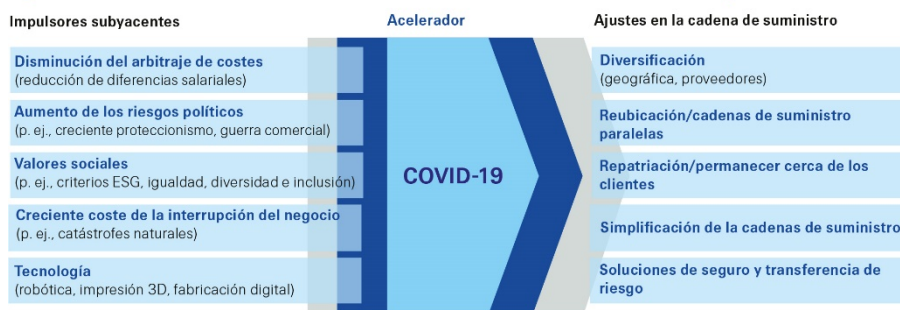 Impulsores subyacentes
Disminución del arbitraje de costes
(reducción de diferencias salariales)
Aumento de los riesgos políticos
(p. ej., creciente proteccionismo, guerra comercial)
Valores sociales
(p. ej., criterios ESG, igualdad, diversidad e inclusión)
Creciente coste de la interrupción del negocio
(p. ej., catástrofes naturales)
Tecnología
(robótica, impresión 3D, fabricación digital)
Acelerador
COVID-19
Ajustes en la cadena de suministro
Diversificación
(geográfica, proveedores)
Reubicación/cadenas de suministro
paralelas
Repatriación/permanecer cerca de los
clientes
Simplificación de la cadenas de suministro
Soluciones de seguro y transferencia de
riesgo